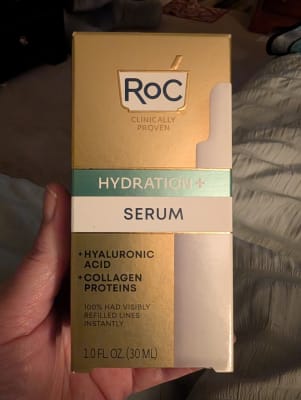 RoC
CLINICALLY
PROVEN
HYDRATION+
SERUM
+HYALURONIC
ACID
+COLLAGEN
PROTEINS
100% HAD VISIBLY
REFILLED LINES
INSTANTLY
1.0 FL. OZ. (30 ML)